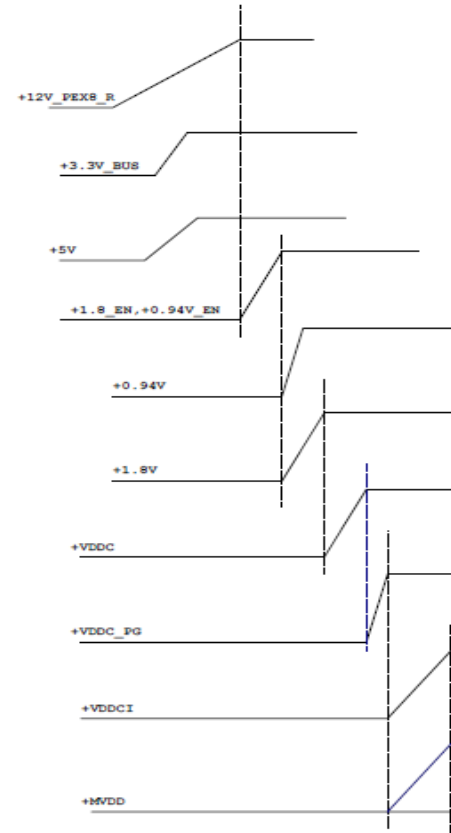 +12V_PEX8_R
+3.3V_BUS
+5V
+1.8_EN,+0.94V_EN
+0.94V
+1.8V
+VDDC
+VDDC_PG
+VDDCI
+MVDD